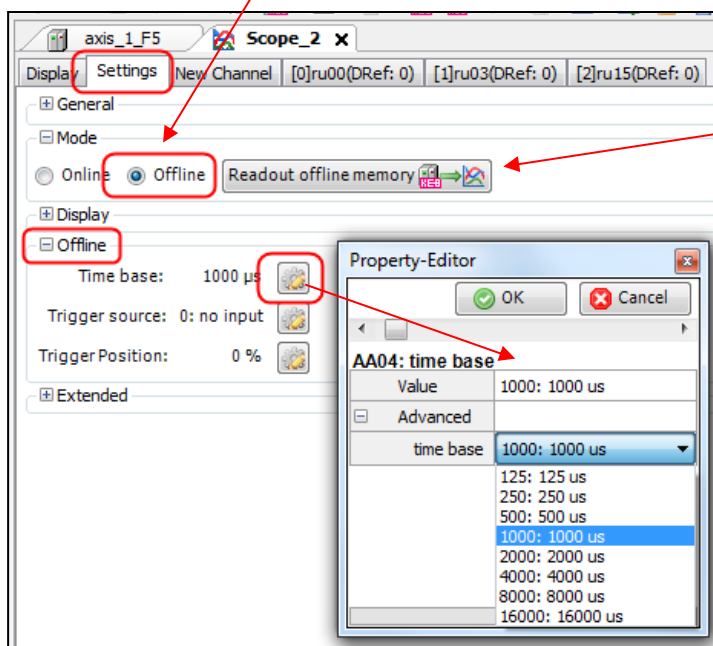 axis_1_F5 Scope_2 x
Display Settings New Channel [0]ru00(DRef: 0) [1]ru03(DRef: 0) [2]ru15(DRef: 0)
General
Mode
Online Offline Readout offline memory KEB
Display
Offline
Time base: 1000 µs
Trigger source: 0: no input
Trigger Position: 0 %
Extended
Property-Editor
OK Cancel
AA04: time base
Value 1000: 1000 us
Advanced
time base 1000: 1000 us
125: 125 us
250: 250 us
500: 500 us
1000: 1000 us
2000: 2000 us
4000: 4000 us
8000: 8000 us
16000: 16000 us